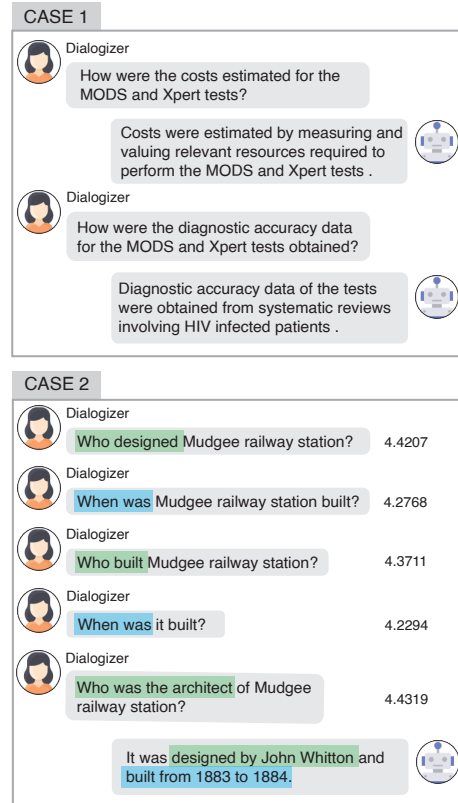 CASE 1
Dialogizer
How were the costs estimated for the
MODS and Xpert tests?
Costs were estimated by measuring and
valuing relevant resources required to
perform the MODS and Xpert tests .
Dialogizer
How were the diagnostic accuracy data
for the MODS and Xpert tests obtained?
Diagnostic accuracy data of the tests
were obtained from systematic reviews
involving HIV infected patients .
CASE 2
Dialogizer
Who designed Mudgee railway station? 4.4207
Dialogizer
When was Mudgee railway station built? 4.2768
Dialogizer
Who built Mudgee railway station? 4.3711
Dialogizer
When was it built? 4.2294
Dialogizer
Who was the architect of Mudgee
railway station? 4.4319
It was designed by John Whitton and
built from 1883 to 1884.